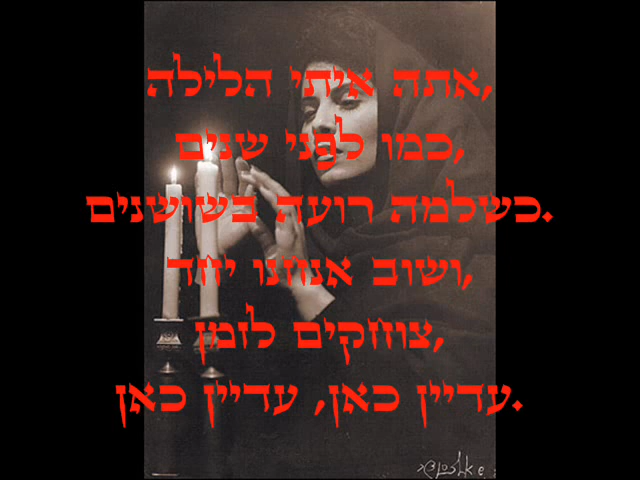 אתה איתי הלילה,
כמו לפני שנים,
כשלמה רועה בשושנים.
ושוב אנחנו יחד,
צוחקים לזמן,
עדיין כאן, עדיין כאן.